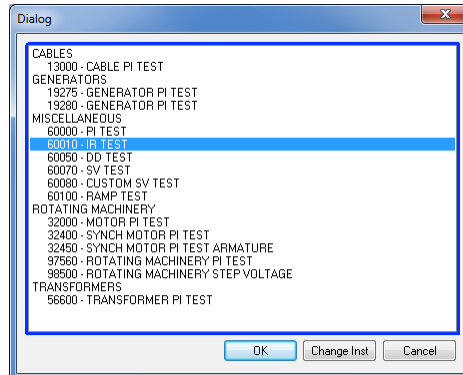 Dialog
CABLES
13000 - CABLE PI TEST
GENERATORS
19275 - GENERATOR PI TEST
19280 - GENERATOR PI TEST
MISCELLANEOUS
60000 - PI TEST
60010 - IR TEST
60050 - DD TEST
60070 - SV TEST
60080 - CUSTOM SV TEST
60100 - RAMP TEST
ROTATING MACHINERY
32000 - MOTOR PI TEST
32400 - SYNCH MOTOR PI TEST
32450 - SYNCH MOTOR PI TEST ARMATURE
97560 - ROTATING MACHINERY PI TEST
98500 - ROTATING MACHINERY STEP VOLTAGE
TRANSFORMERS
56600 - TRANSFORMER PI TEST
OK Change Inst Cancel